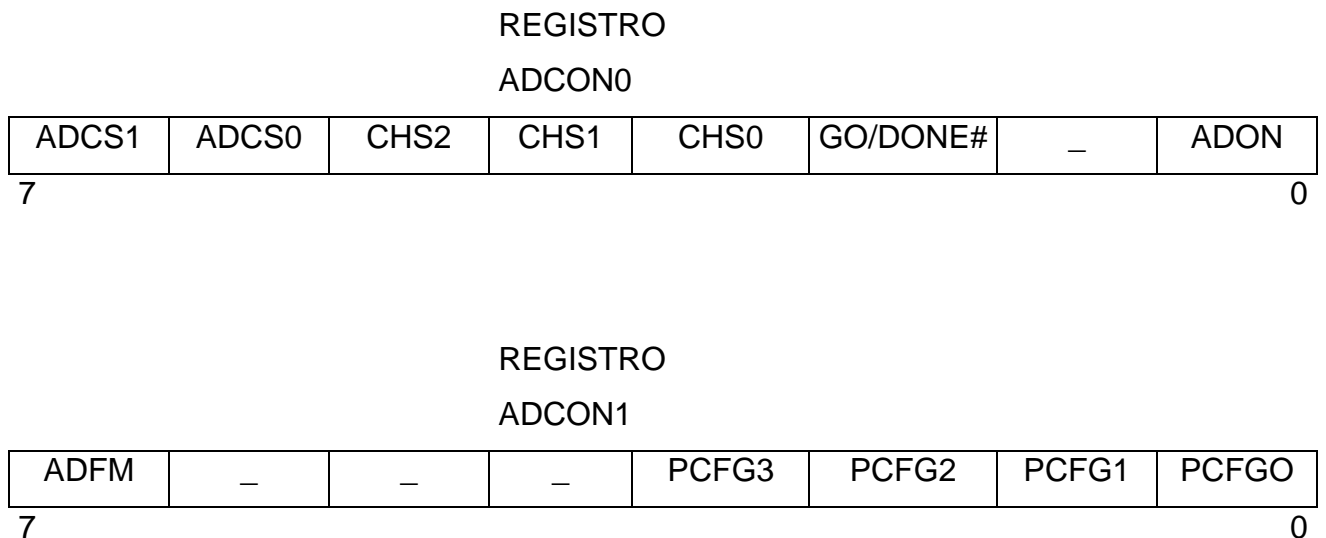 REGISTRO
ADCON0
ADCS1 ADCS0 CHS2 CHS1 CHS0 GO/DONE# _ ADON
7 0
REGISTRO
ADCON1
ADFM _ _ _ PCFG3 PCFG2 PCFG1 PCFGO
7 0